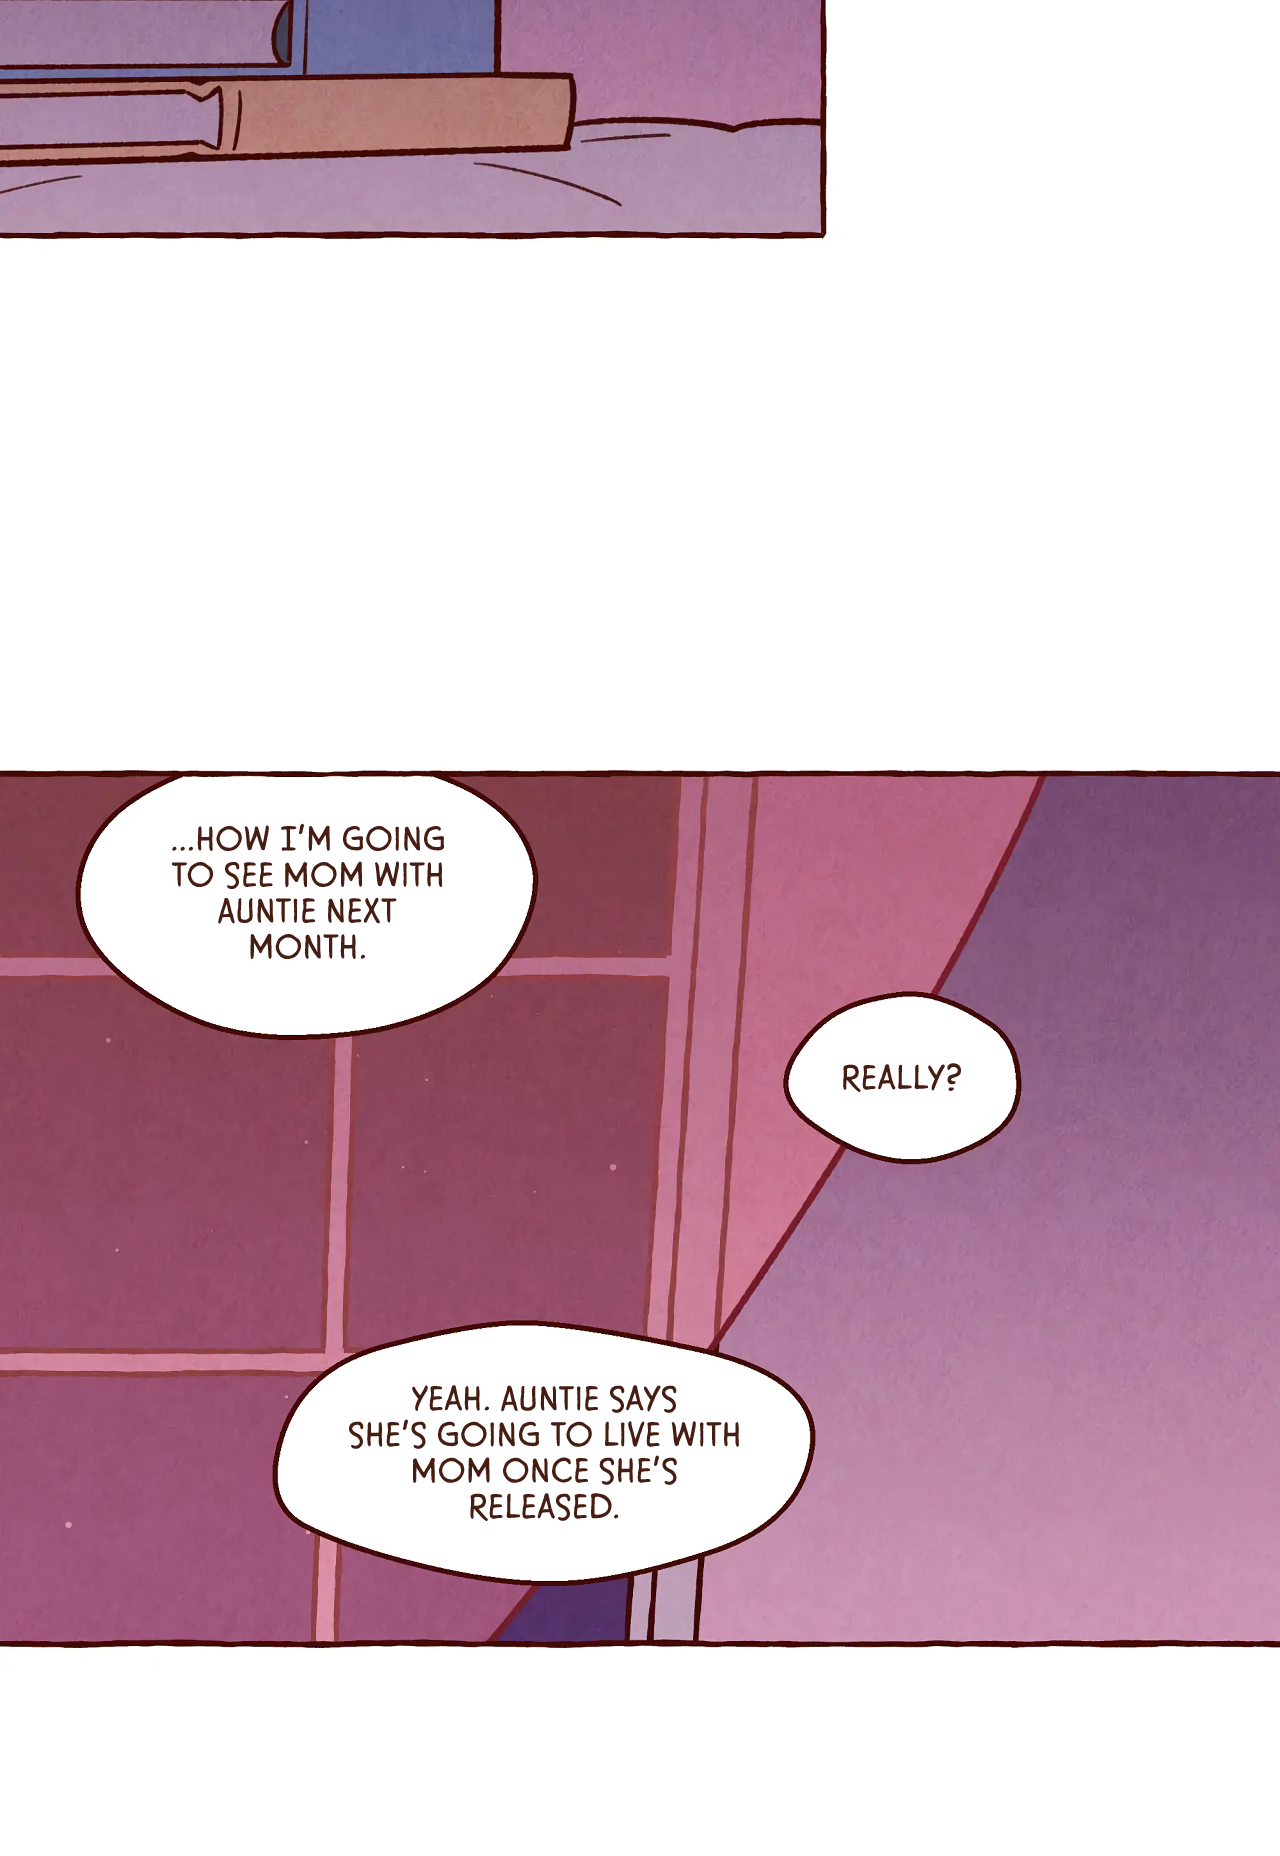 ...HOW I'M GOING
TO SEE MOM WITH
AUNTIE NEXT
MONTH.
REALLY?
YEAH. AUNTIE SAYS
SHE'S GOING TO LIVE WITH
MOM ONCE SHE'S
RELEASED.